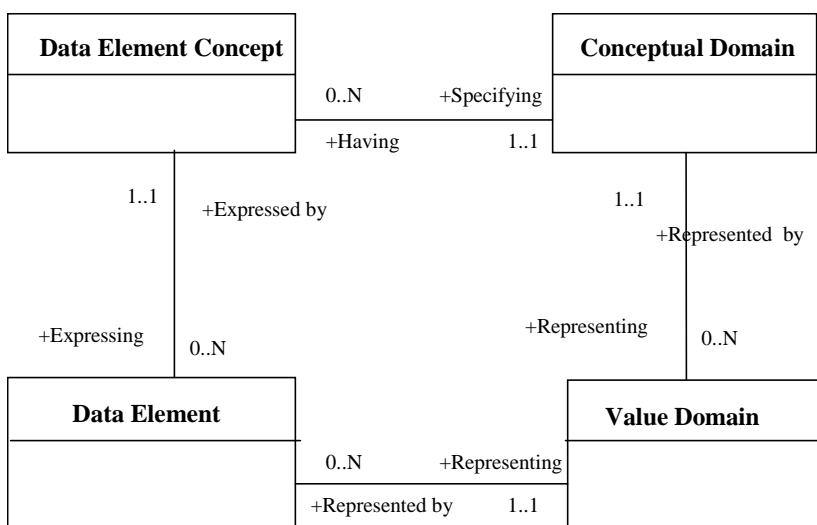 Data Element Concept
Conceptual Domain
0..N +Specifying
+Having 1..1
1..1
+Expressed by
1..1
+Represented by
+Expressing
0..N
+Representing
0..N
Data Element
Value Domain
0..N +Representing
+Represented by 1..1